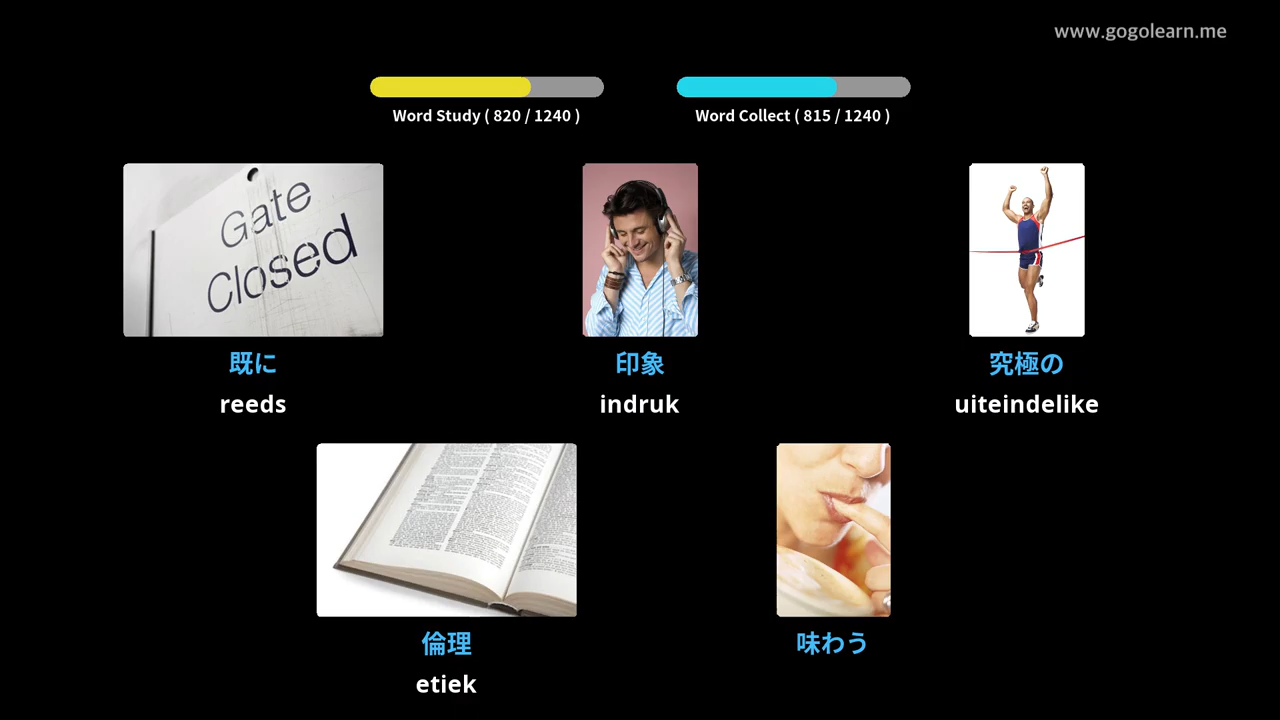 www.gogolearn.me
Word Study ( 820 / 1240 )
Word Collect ( 815 / 1240 )
Gate
Closed
既に
印象
究極の
reeds
indruk
uiteindelike
倫理
味わう
etiek